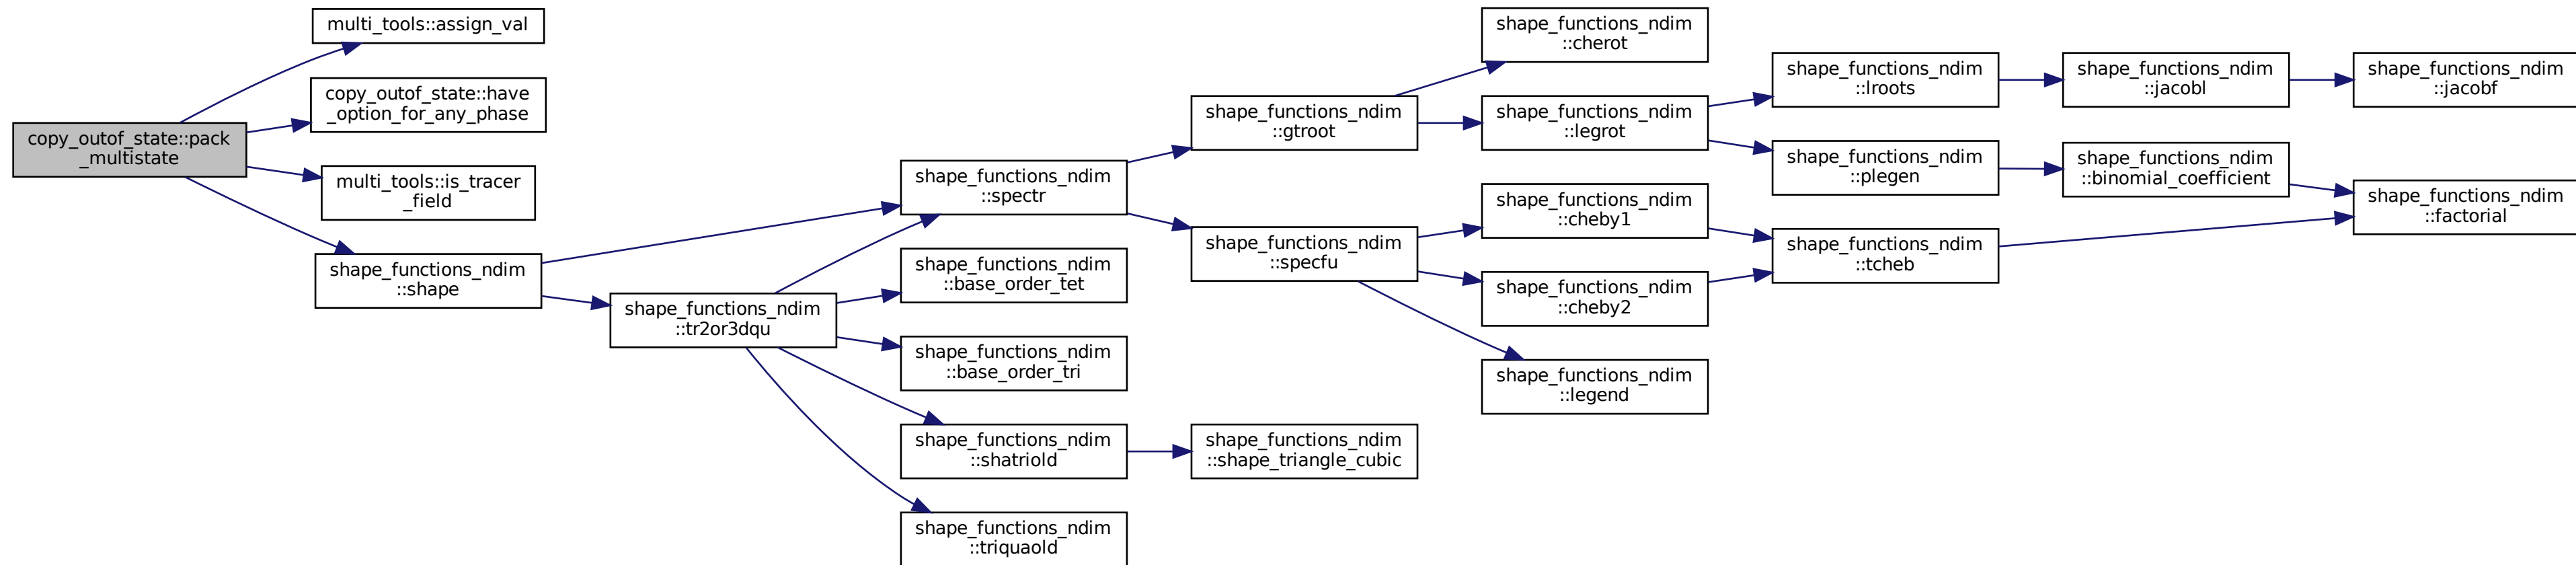 copy_outof_state::pack
_multistate
multi_tools::assign_val
copy_outof_state::have
_option_for_any_phase
multi_tools::is_tracer
_field
shape_functions_ndim
::shape
shape_functions_ndim
::tr2or3dqu
shape_functions_ndim
::spectr
shape_functions_ndim
::base_order_tet
shape_functions_ndim
::base_order_tri
shape_functions_ndim
::shatriold
shape_functions_ndim
::triquaold
shape_functions_ndim
::gtroot
shape_functions_ndim
::specfu
shape_functions_ndim
::shape_triangle_cubic
shape_functions_ndim
::cherot
shape_functions_ndim
::legrot
shape_functions_ndim
::cheby1
shape_functions_ndim
::cheby2
shape_functions_ndim
::legend
shape_functions_ndim
::lroots
shape_functions_ndim
::plegen
shape_functions_ndim
::tcheb
shape_functions_ndim
::jacobl
shape_functions_ndim
::binomial_coefficient
shape_functions_ndim
::jacobf
shape_functions_ndim
::factorial